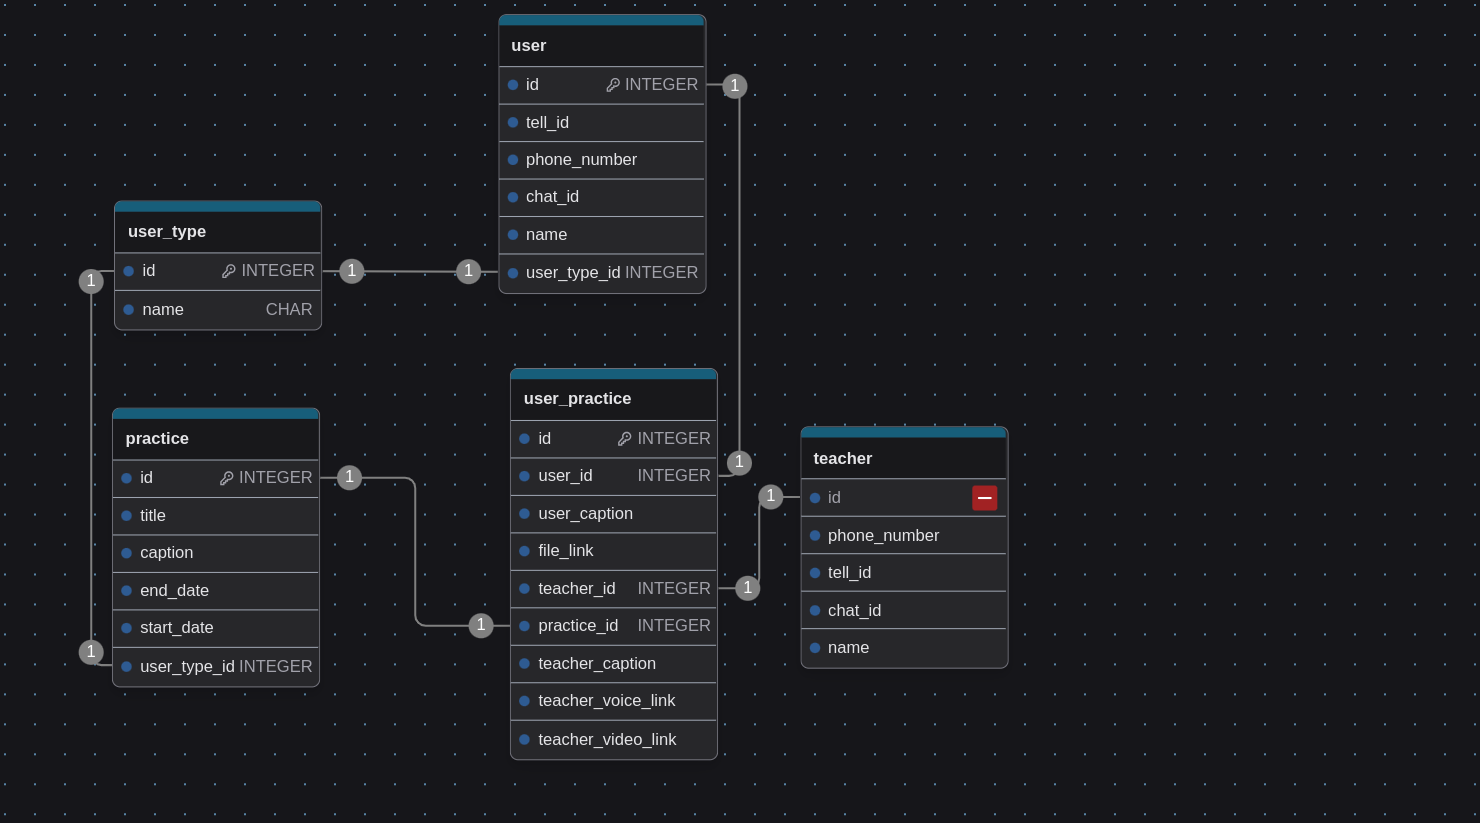 user
id INTEGER
tell_id
phone_number
chat_id
name
user_type_id INTEGER
user_type
id INTEGER
name CHAR
practice
id INTEGER
title
caption
end_date
start_date
user_type_id INTEGER
user_practice
id INTEGER
user_id INTEGER
user_caption
file_link
teacher_id INTEGER
practice_id INTEGER
teacher_caption
teacher_voice_link
teacher_video_link
teacher
id
phone_number
tell_id
chat_id
name
1
1
1
1
1
1
1
1
1
1